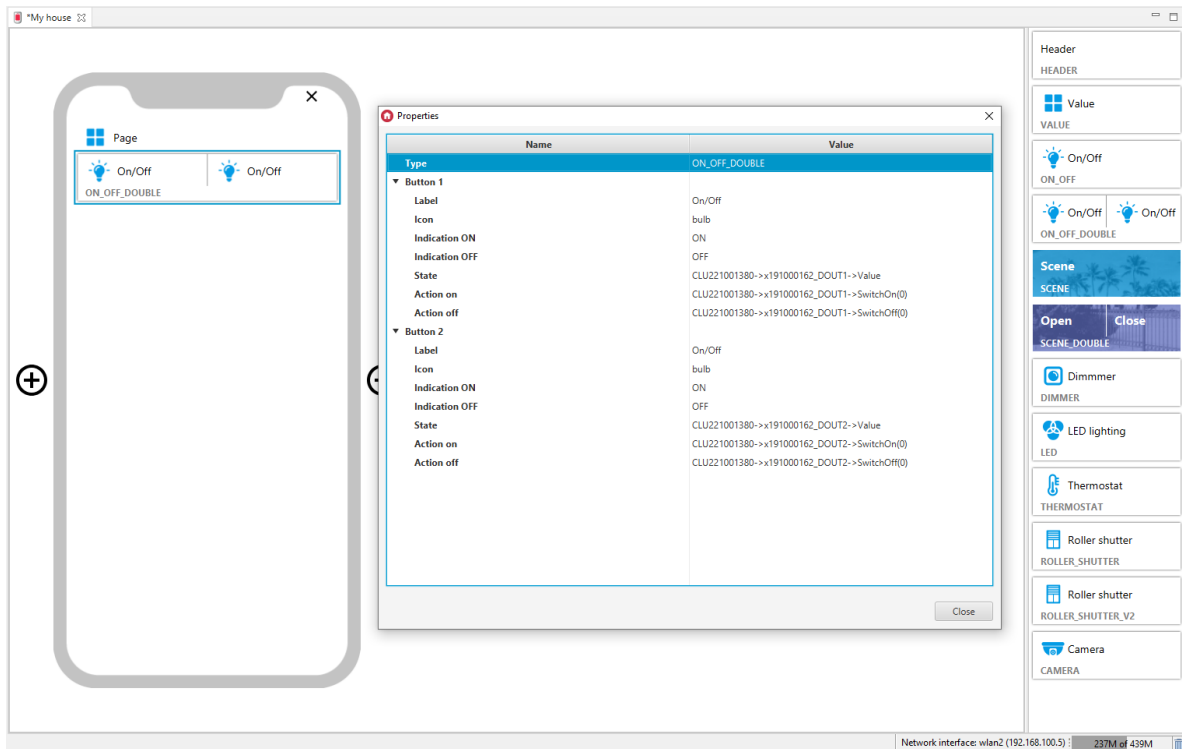 *My house
Page
On/Off On/Off
ON_OFF_DOUBLE
Properties
Name Value
Type ON_OFF_DOUBLE
Button 1
Label On/Off
Icon bulb
Indication ON ON
Indication OFF OFF
State CLU221001380->x191000162_DOUT1->Value
Action on CLU221001380->x191000162_DOUT1->SwitchOn(0)
Action off CLU221001380->x191000162_DOUT1->SwitchOff(0)
Button 2
Label On/Off
Icon bulb
Indication ON ON
Indication OFF OFF
State CLU221001380->x191000162_DOUT2->Value
Action on CLU221001380->x191000162_DOUT2->SwitchOn(0)
Action off CLU221001380->x191000162_DOUT2->SwitchOff(0)
Close
Header
HEADER
Value
VALUE
On/Off
ON_OFF
On/Off On/Off
ON_OFF_DOUBLE
Scene
SCENE
Open Close
SCENE_DOUBLE
Dimmmer
DIMMER
LED lighting
LED
Thermostat
THERMOSTAT
Roller shutter
ROLLER_SHUTTER
Roller shutter
ROLLER_SHUTTER_V2
Camera
CAMERA
Network interface: wlan2 (192.168.100.5) 237M of 439M